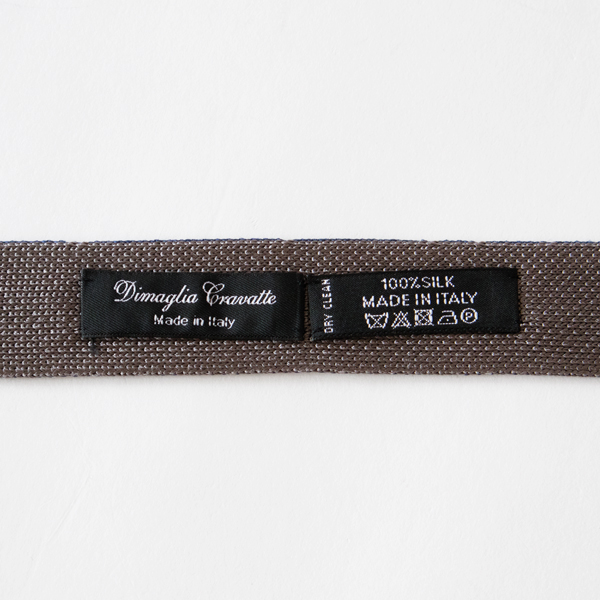 Dimaglia Cravatte
Made in Italy
DRY CLEAN
100%SILK
MADE IN ITALY